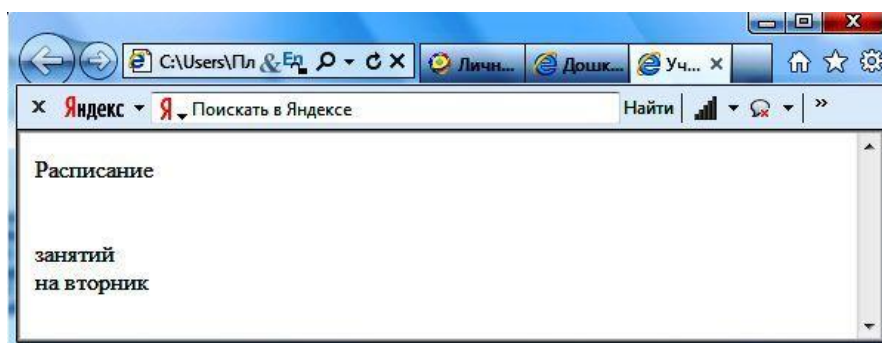 C:\Users\Пл
Личн...
Дошк...
Уч...
x Яндекс Я Поискать в Яндексе Найти »
Расписание
занятий
на вторник